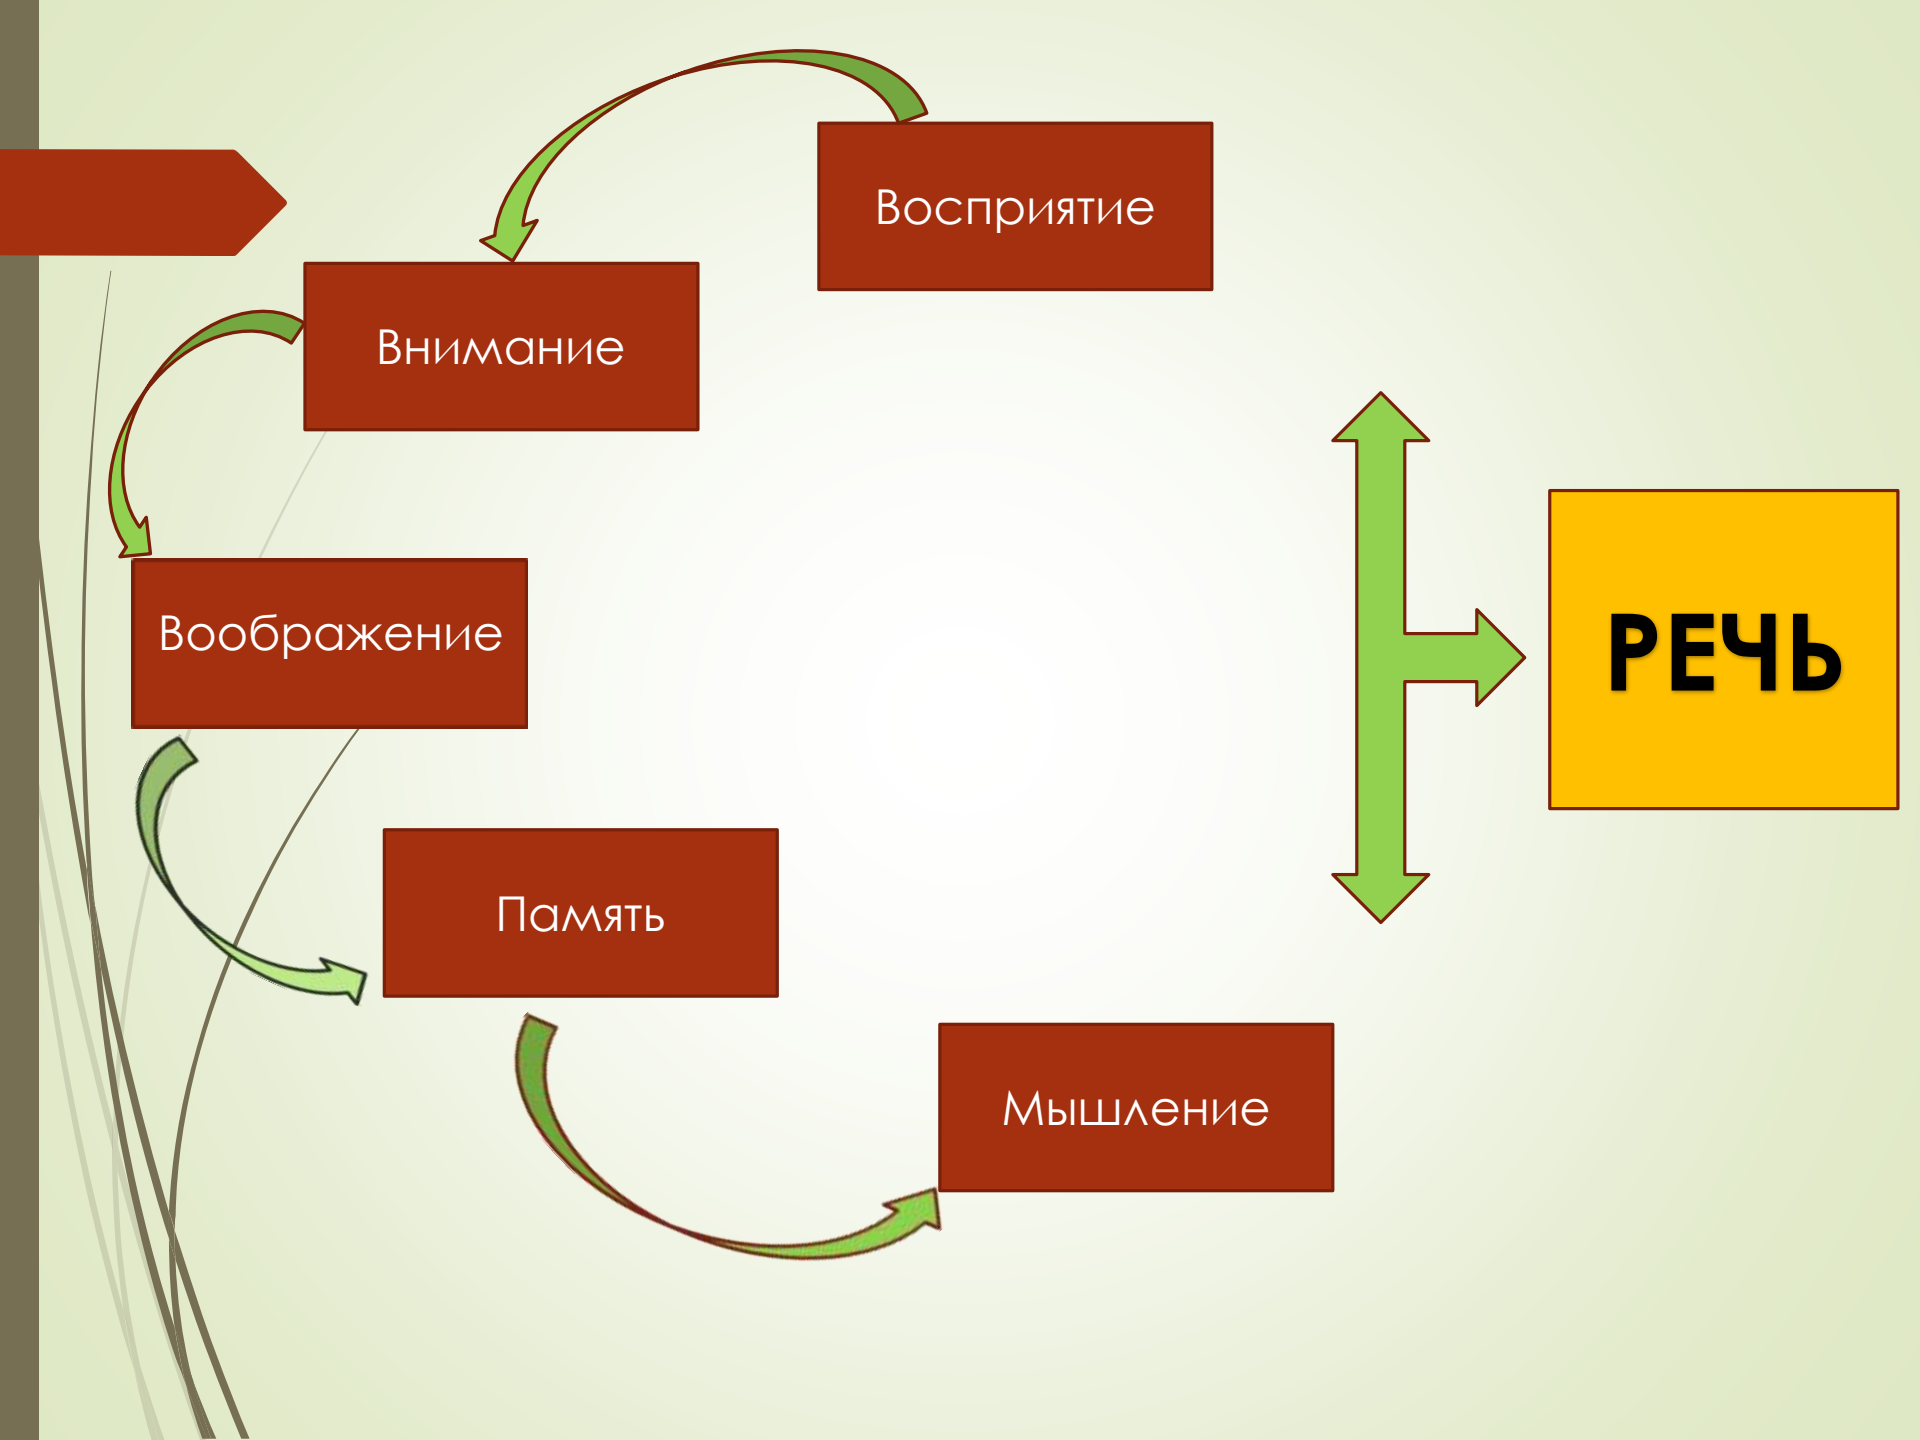 Восприятие
Внимание
Воображение
РЕЧЬ
Память
Мышление